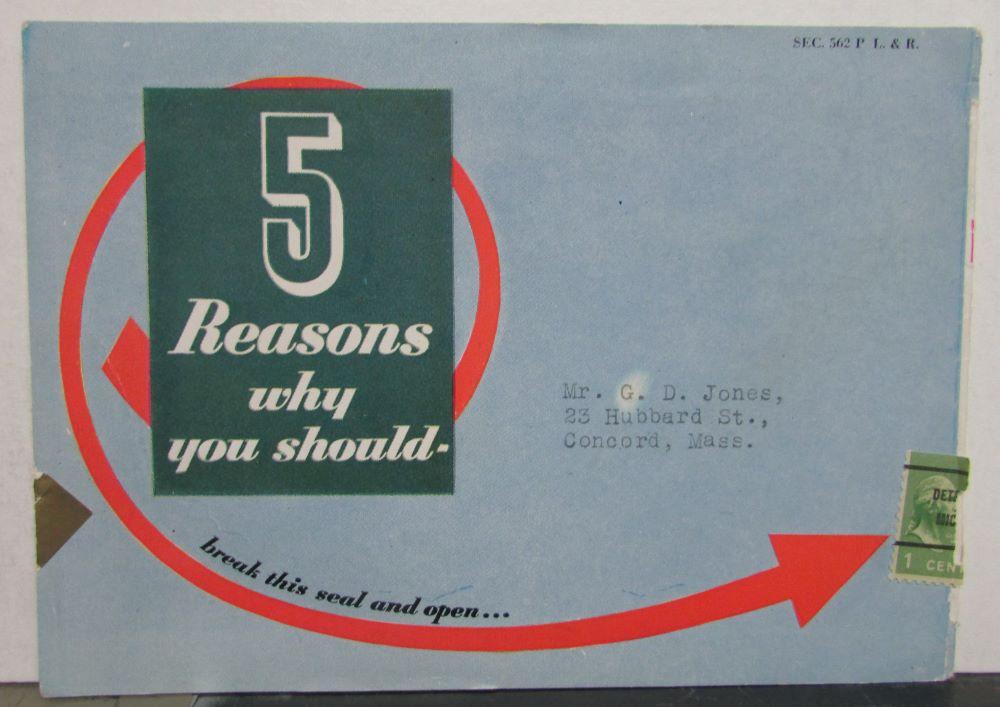 SEC. 562 P. L. & R.
5
Reasons
why
you should-
Mr. G. D. Jones,
23 Hubbard St.,
Concord, Mass.
break this seal and open...
1 CEN